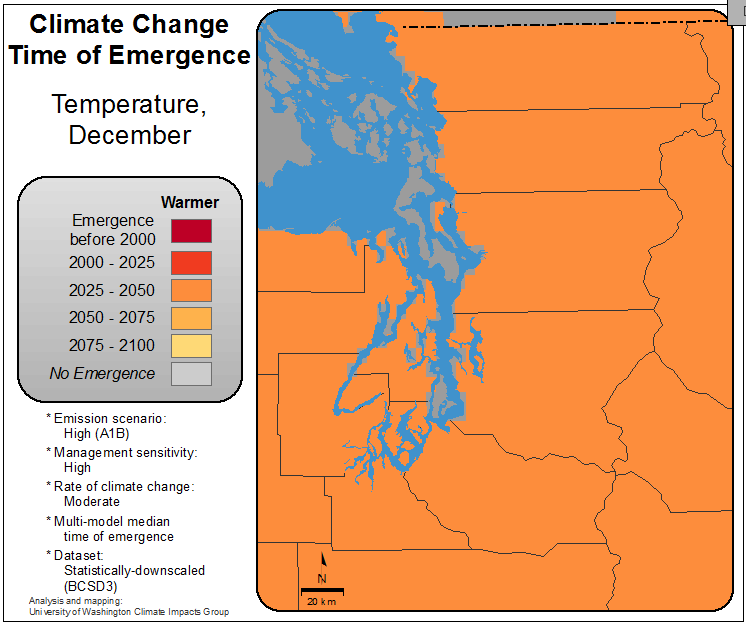 Climate Change
Time of Emergence
Temperature,
December
Warmer
Emergence
before 2000
2000 - 2025
2025 - 2050
2050 - 2075
2075 - 2100
No Emergence
* Emission scenario:
High (A1B)
* Management sensitivity:
High
* Rate of climate change:
Moderate
* Multi-model median
time of emergence
* Dataset:
Statistically-downscaled
(BCSD3)
Analysis and mapping:
University of Washington Climate Impacts Group
N
20 km